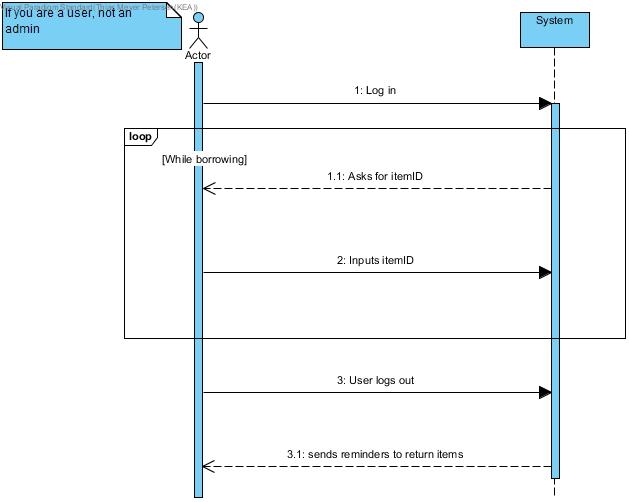 Visual Paradigm Standard(Thias Meyer Petersen(KEA))
If you are a user, not an
admin
Actor
System
1: Log in
loop
[While borrowing]
1.1: Asks for itemID
2: Inputs itemID
3: User logs out
3.1: sends reminders to return items